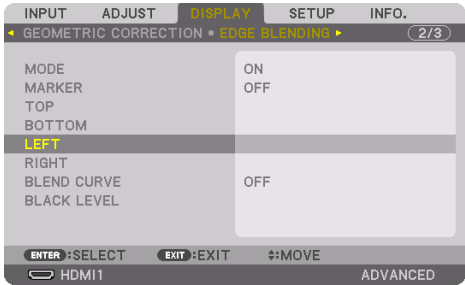 INPUT ADJUST DISPLAY SETUP INFO.
GEOMETRIC CORRECTION • EDGE BLENDING 2/3
MODE ON
MARKER OFF
TOP
BOTTOM
LEFT
RIGHT
BLEND CURVE OFF
BLACK LEVEL
ENTER :SELECT EXIT :EXIT :MOVE
HDMI1 ADVANCED